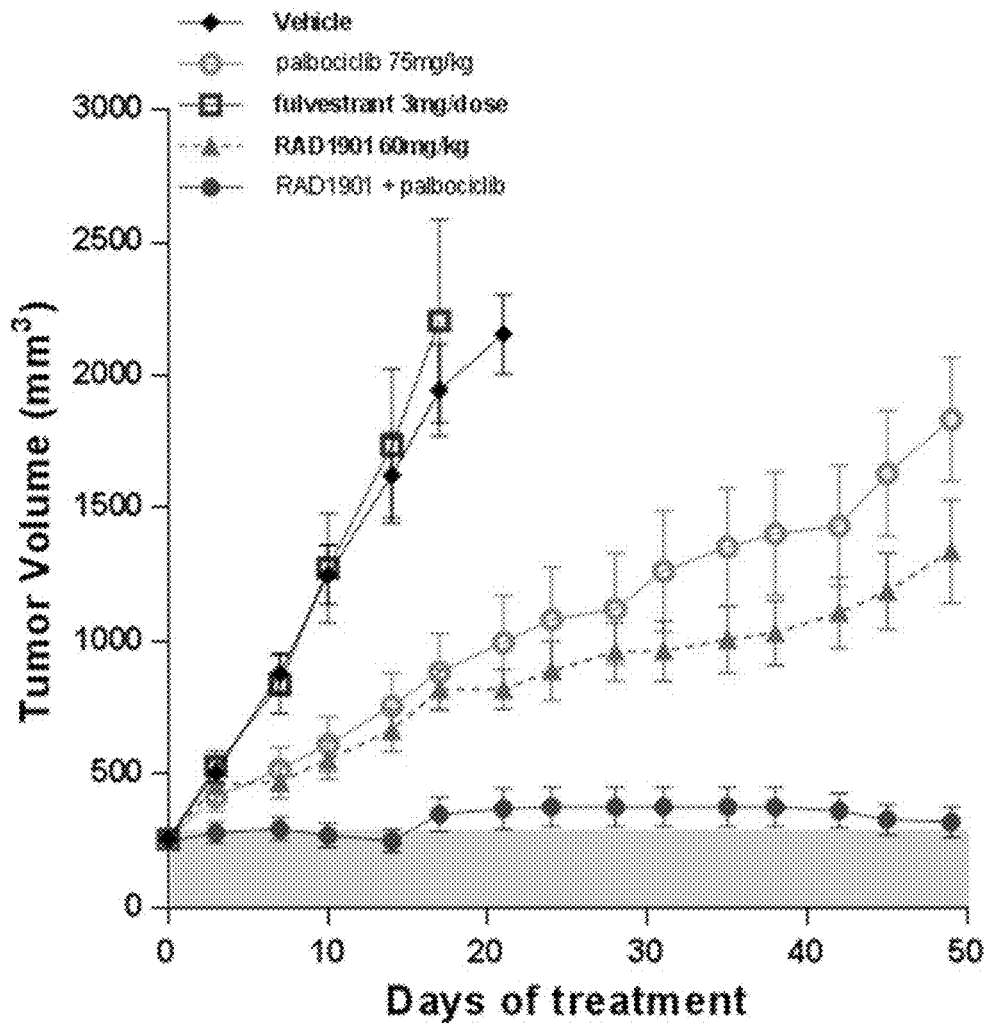 Vehicle
palbociclib 75mg/kg
fulvestrant 3mg/dose
RAD1901 60mg/kg
RAD1901 + palbociclib
3000
2500
2000
1500
1000
500
0
Tumor Volume (mm³)
0 10 20 30 40 50
Days of treatment